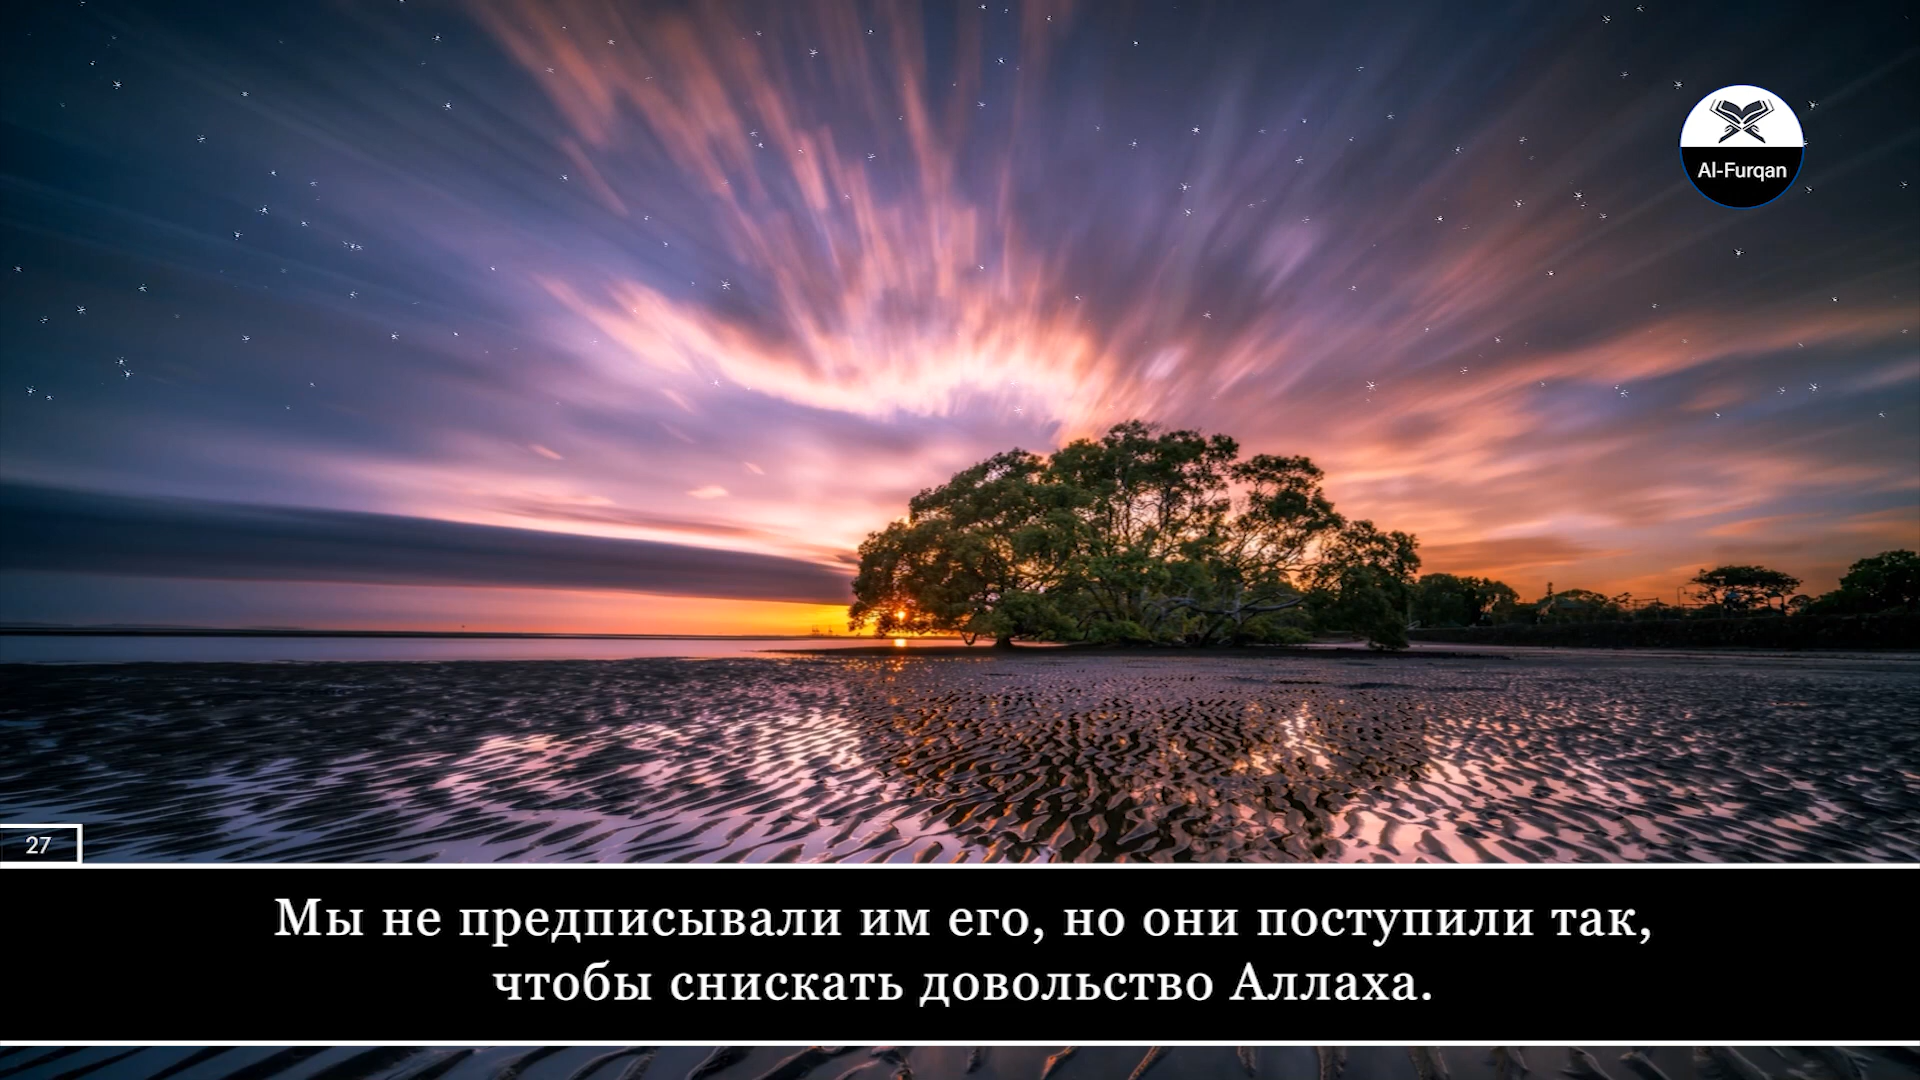 Al-Furqan
27
Мы не предписывали им его, но они поступили так,
чтобы снискать довольство Аллаха.